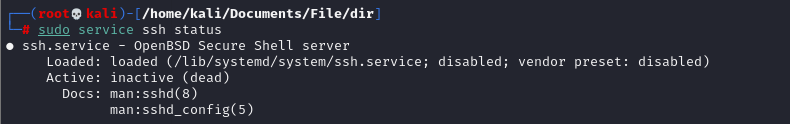 ┌──(root💀kali)-[/home/kali/Documents/File/dir]
└─# sudo service ssh status
● ssh.service - OpenBSD Secure Shell server
     Loaded: loaded (/lib/systemd/system/ssh.service; disabled; vendor preset: disabled)
     Active: inactive (dead)
       Docs: man:sshd(8)
             man:sshd_config(5)